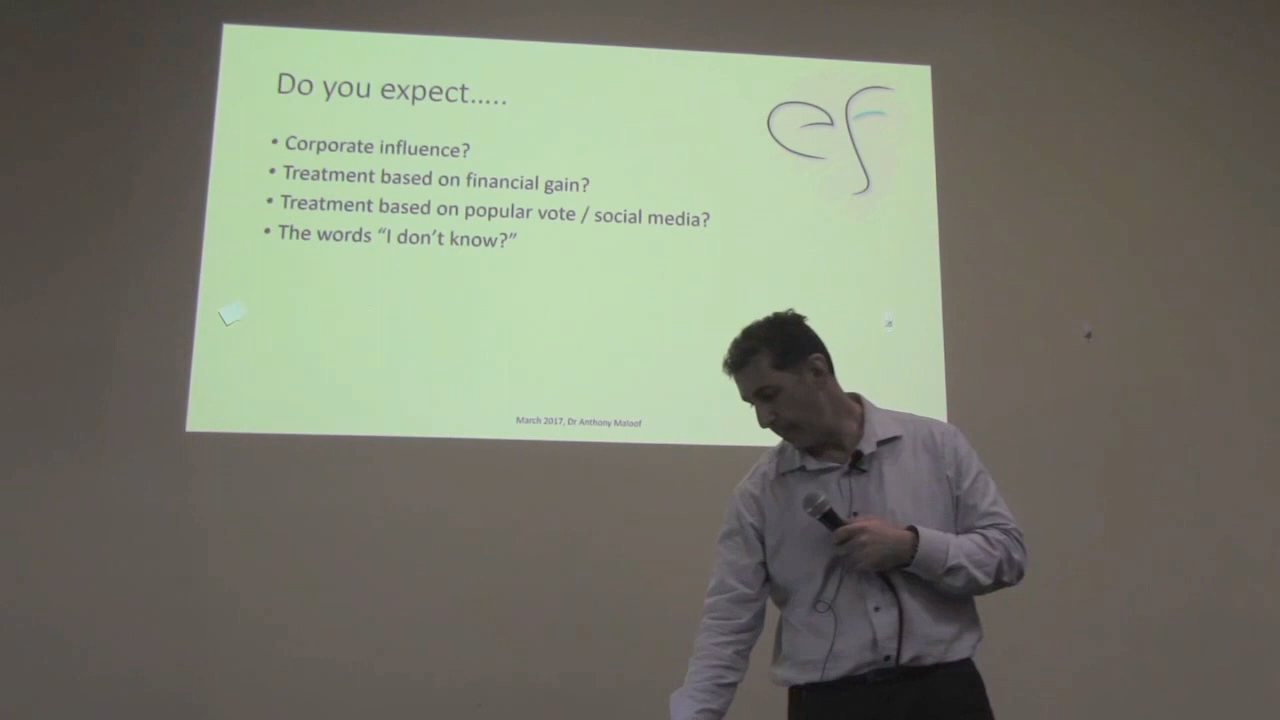 Do you expect.....
ef
• Corporate influence?
• Treatment based on financial gain?
• Treatment based on popular vote / social media?
• The words “I don’t know?”
March 2017, Dr Anthony Maloof